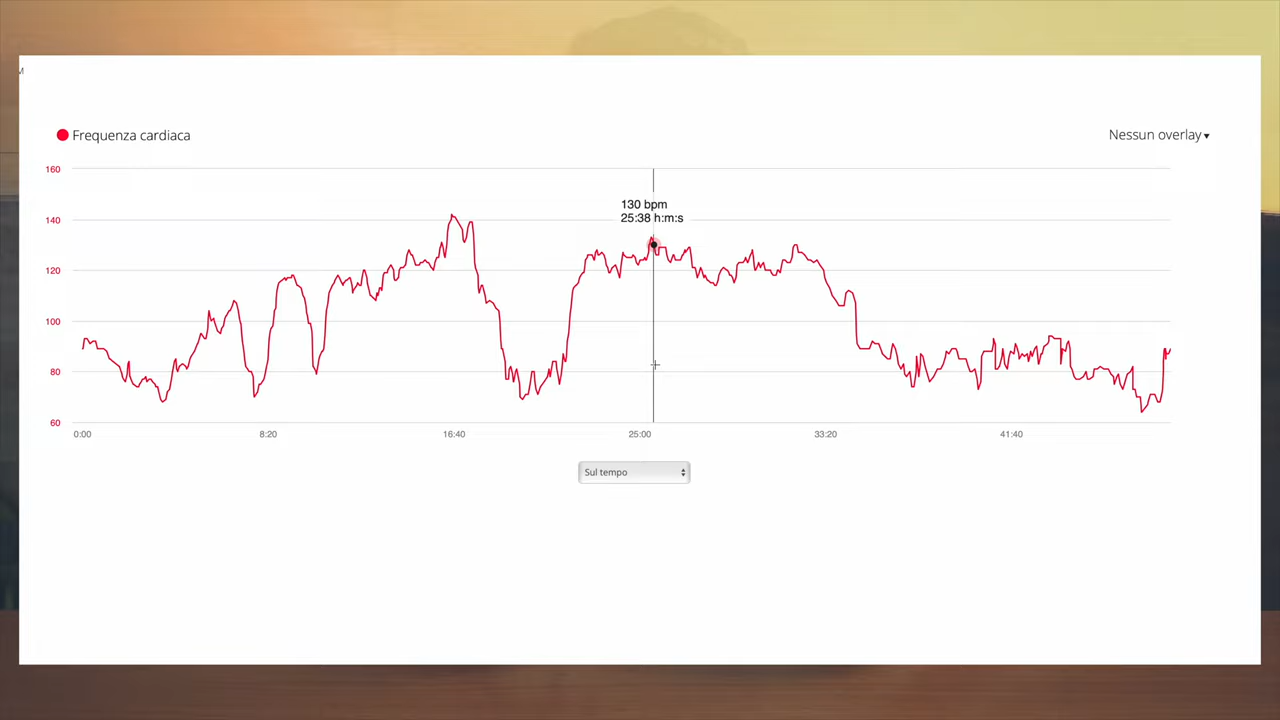 M
Frequenza cardiaca
Nessun overlay ▾
160
140
120
100
80
60
130 bpm
25:38 h:m:s
0:00 8:20 16:40 25:00 33:20 41:40
Sul tempo